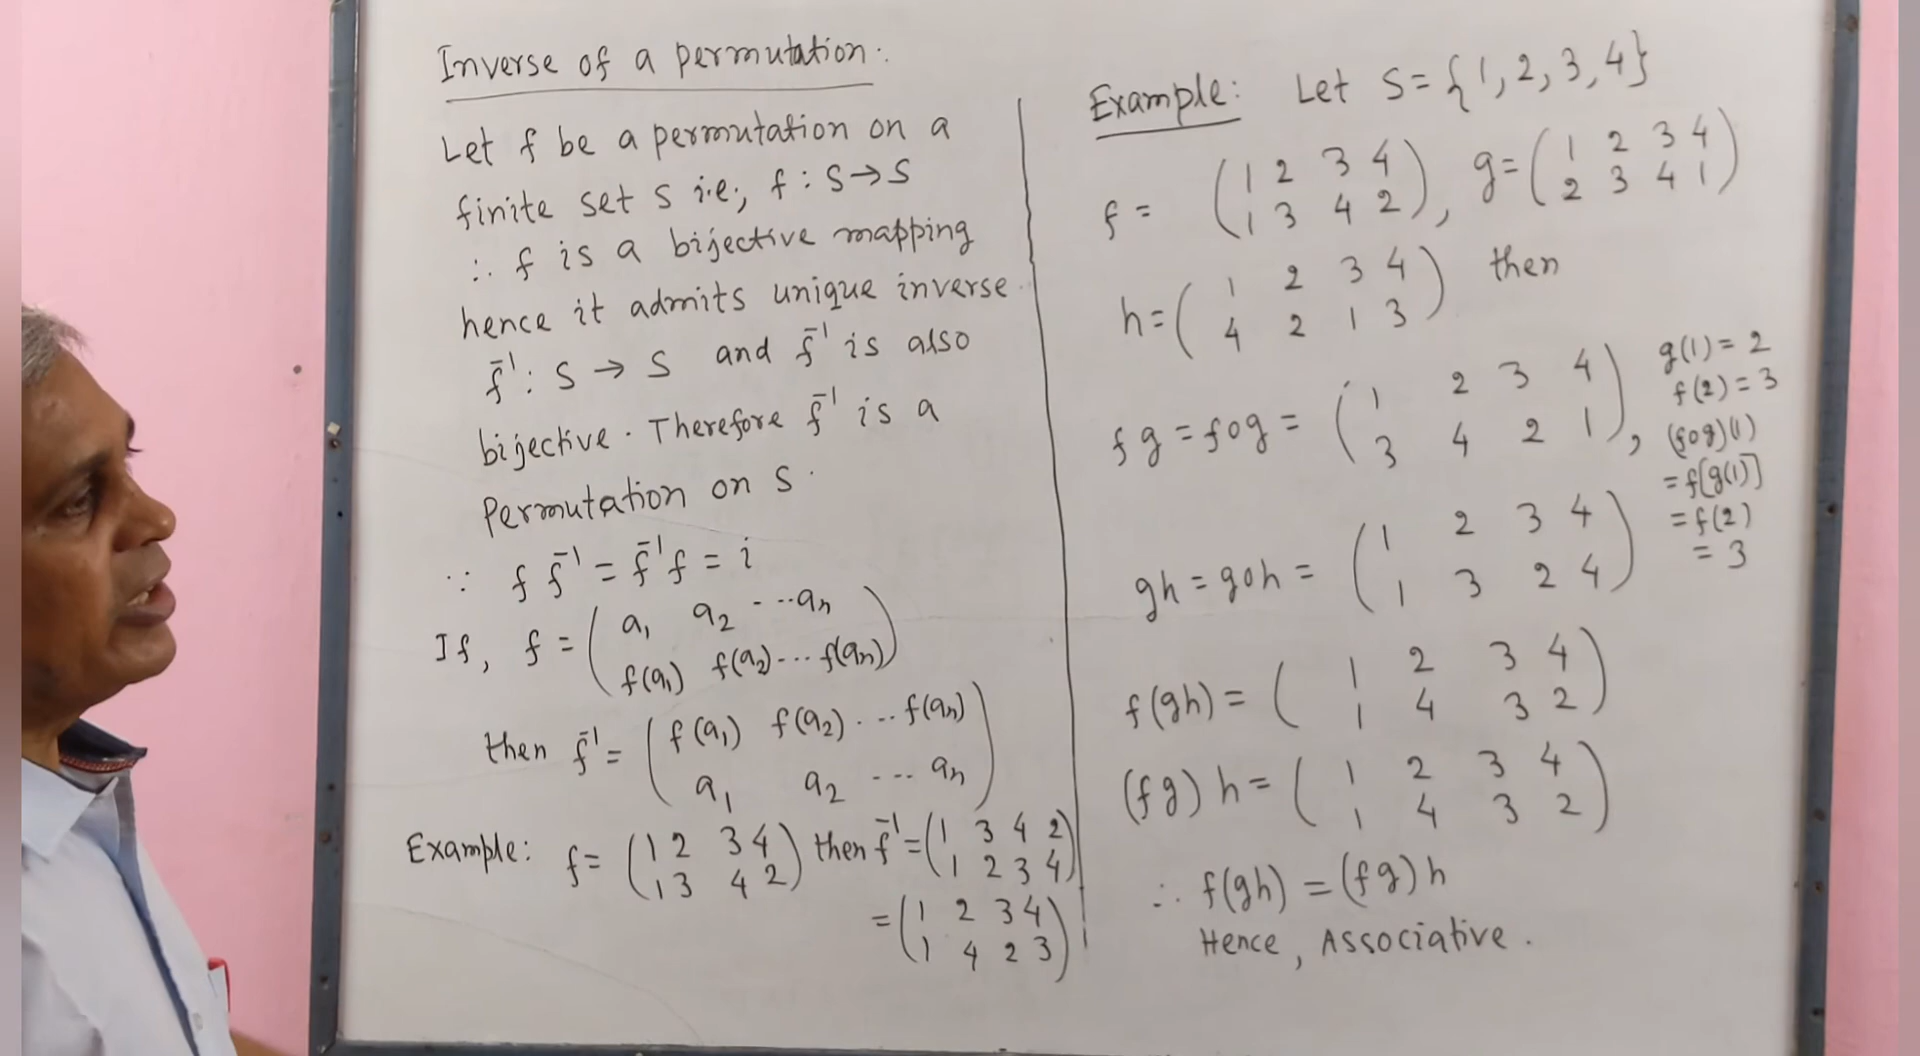 Inverse of a permutation.
Let f be a permutation on a
finite set S i.e; f : S→S
∴ f is a bijective mapping
hence it admits unique inverse
f⁻¹: S → S and f⁻¹ is also
bijective. Therefore f⁻¹ is a
Permutation on S.
∵ f f⁻¹ = f⁻¹f = i
If, f = ( a₁ a₂ ---aₙ
f(a₁) f(a₂)--- f(aₙ) )
then f⁻¹ = ( f(a₁) f(a₂) --- f(aₙ)
a₁ a₂ --- aₙ )
Example: f = ( 1 2 3 4 ) then f⁻¹ = ( 1 3 4 2 )
1 3 4 2 1 2 3 4
= ( 1 2 3 4
1 4 2 3 )
Example: Let S = {1, 2, 3, 4}
f = ( 1 2 3 4 ), g = ( 1 2 3 4 )
1 3 4 2 2 3 4 1
h = ( 1 2 3 4 ) then
4 2 1 3
fg = fog = ( 1 2 3 4
3 4 2 1 ),
g(1) = 2
f(2) = 3
(fog)(1)
= f[g(1)]
= f(2)
= 3
gh = goh = ( 1 2 3 4
1 3 2 4 )
f(gh) = ( 1 2 3 4
1 4 3 2 )
(fg) h = ( 1 2 3 4
1 4 3 2 )
∴ f(gh) = (fg)h
Hence, Associative.